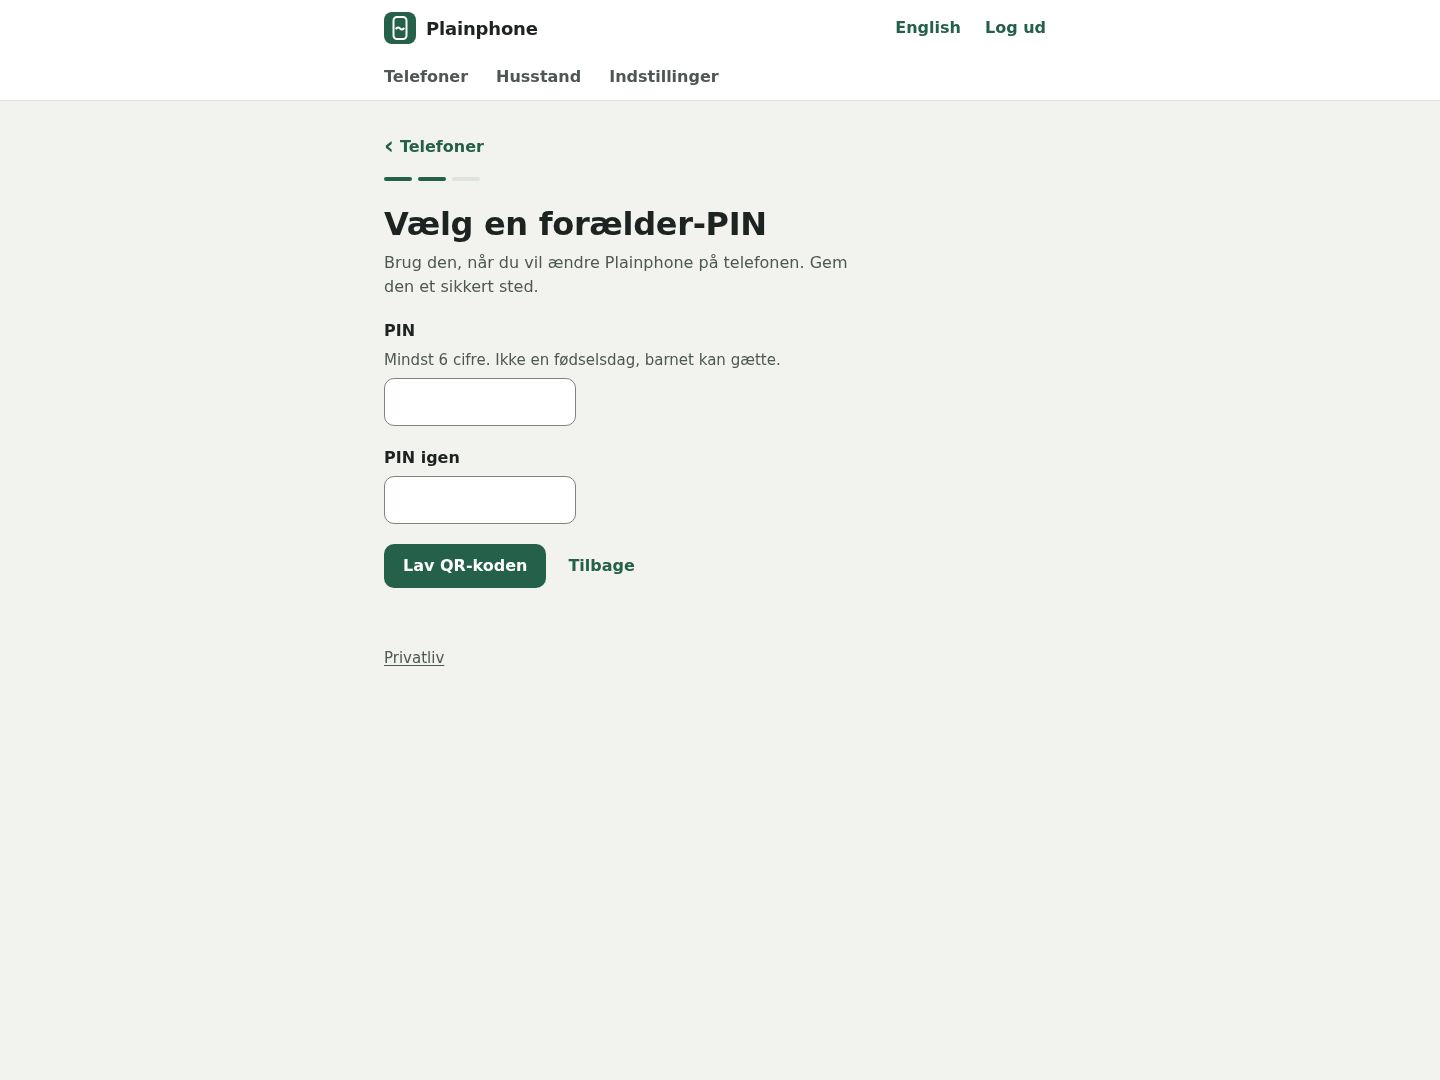 Plainphone
English
Log ud
Telefoner
Husstand
Indstillinger
‹ Telefoner
Vælg en forælder-PIN
Brug den, når du vil ændre Plainphone på telefonen. Gem
den et sikkert sted.
PIN
Mindst 6 cifre. Ikke en fødselsdag, barnet kan gætte.
PIN igen
Lav QR-koden
Tilbage
Privatliv